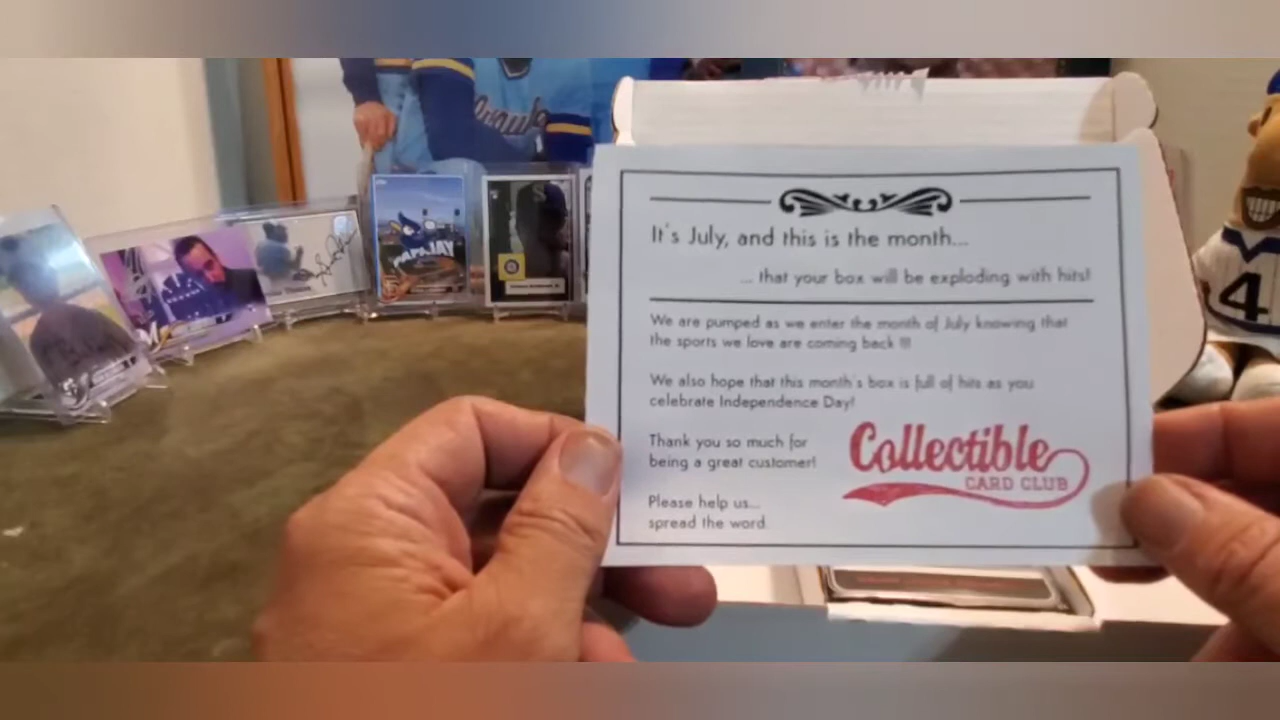 PAPA JAY
It's July, and this is the month...
... that your box will be exploding with hits!
We are pumped as we enter the month of July knowing that
the sports we love are coming back !!!
We also hope that this month's box is full of hits as you
celebrate Independence Day!
Thank you so much for
being a great customer!
Collectible
CARD CLUB
Please help us...
spread the word.
4